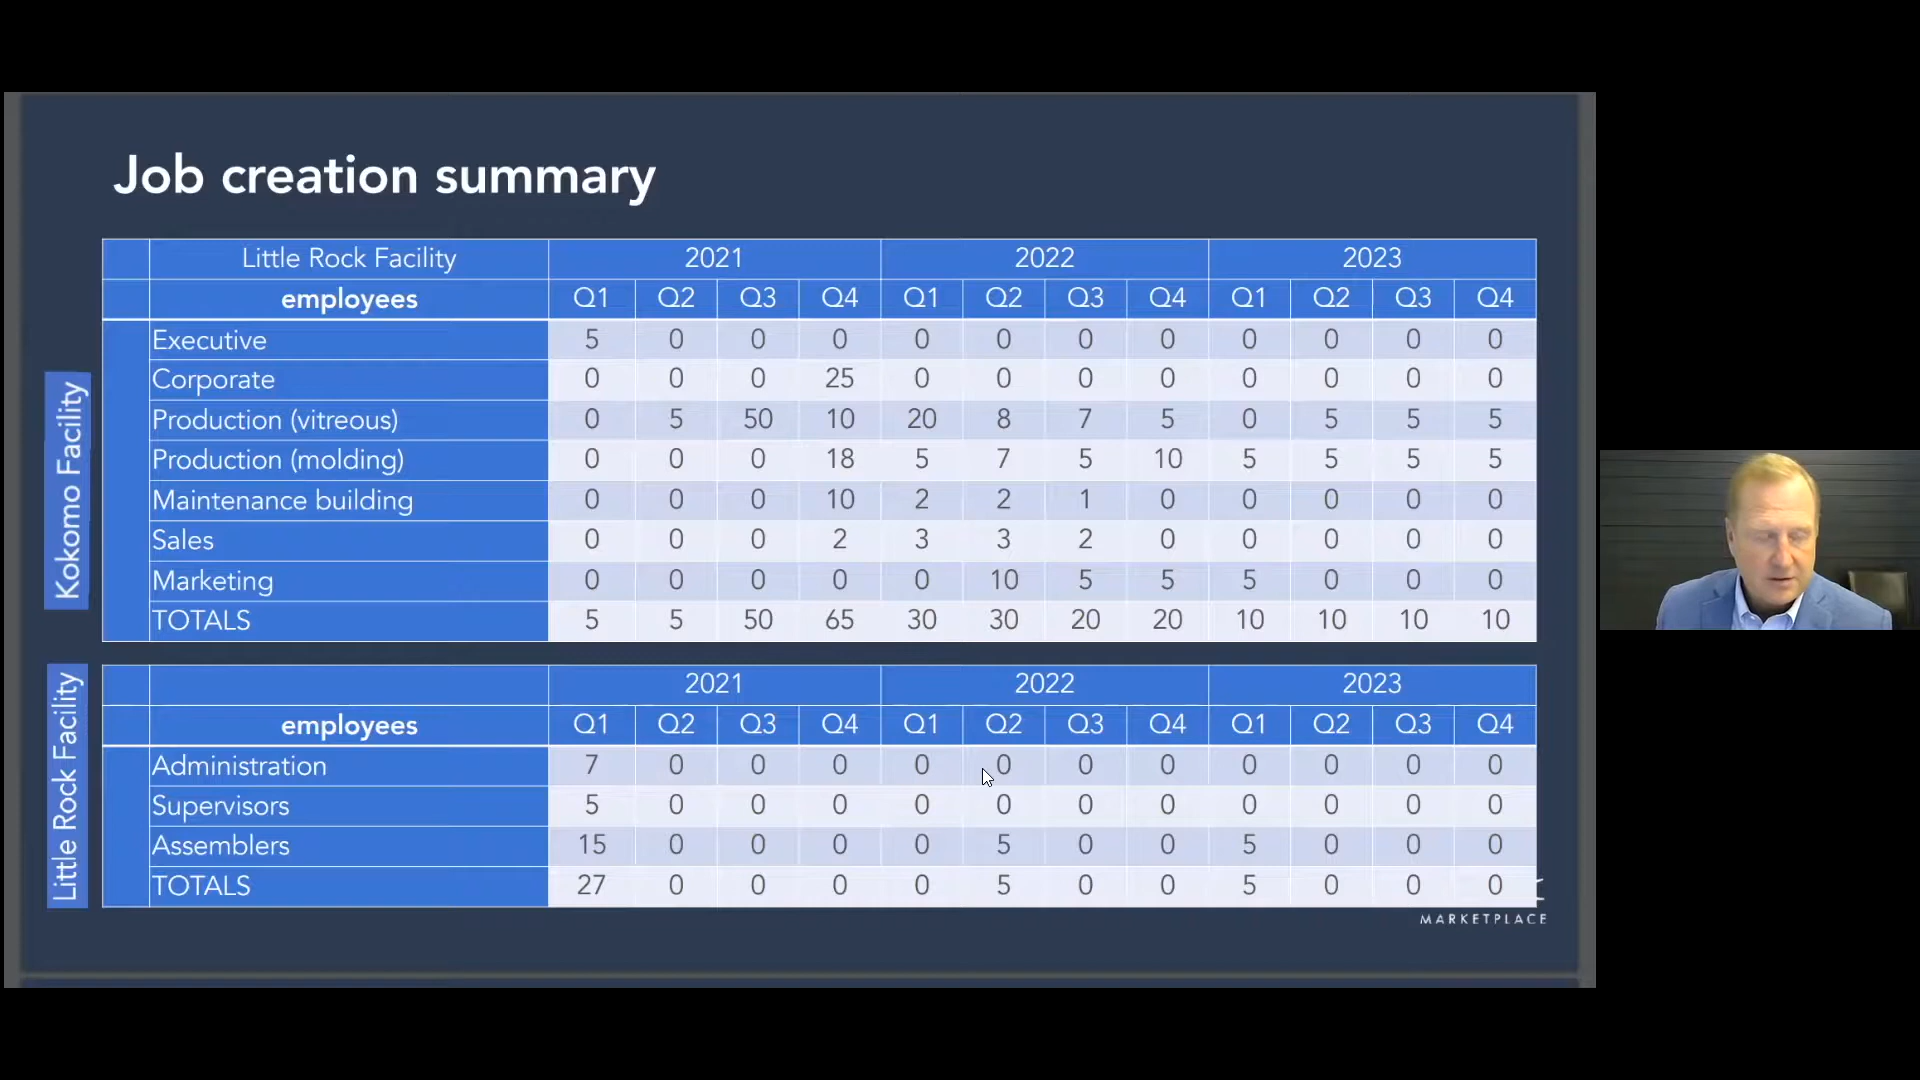 Job creation summary
Little Rock Facility 2021 2022 2023
employees Q1 Q2 Q3 Q4 Q1 Q2 Q3 Q4 Q1 Q2 Q3 Q4
Kokomo Facility
Executive 5 0 0 0 0 0 0 0 0 0 0 0
Corporate 0 0 0 25 0 0 0 0 0 0 0 0
Production (vitreous) 0 5 50 10 20 8 7 5 0 5 5 5
Production (molding) 0 0 0 18 5 7 5 10 5 5 5 5
Maintenance building 0 0 0 10 2 2 1 0 0 0 0 0
Sales 0 0 0 2 3 3 2 0 0 0 0 0
Marketing 0 0 0 0 0 10 5 5 5 0 0 0
TOTALS 5 5 50 65 30 30 20 20 10 10 10 10
Little Rock Facility
2021 2022 2023
employees Q1 Q2 Q3 Q4 Q1 Q2 Q3 Q4 Q1 Q2 Q3 Q4
Administration 7 0 0 0 0 0 0 0 0 0 0 0
Supervisors 5 0 0 0 0 0 0 0 0 0 0 0
Assemblers 15 0 0 0 0 5 0 0 5 0 0 0
TOTALS 27 0 0 0 0 5 0 0 5 0 0 0
MARKETPLACE